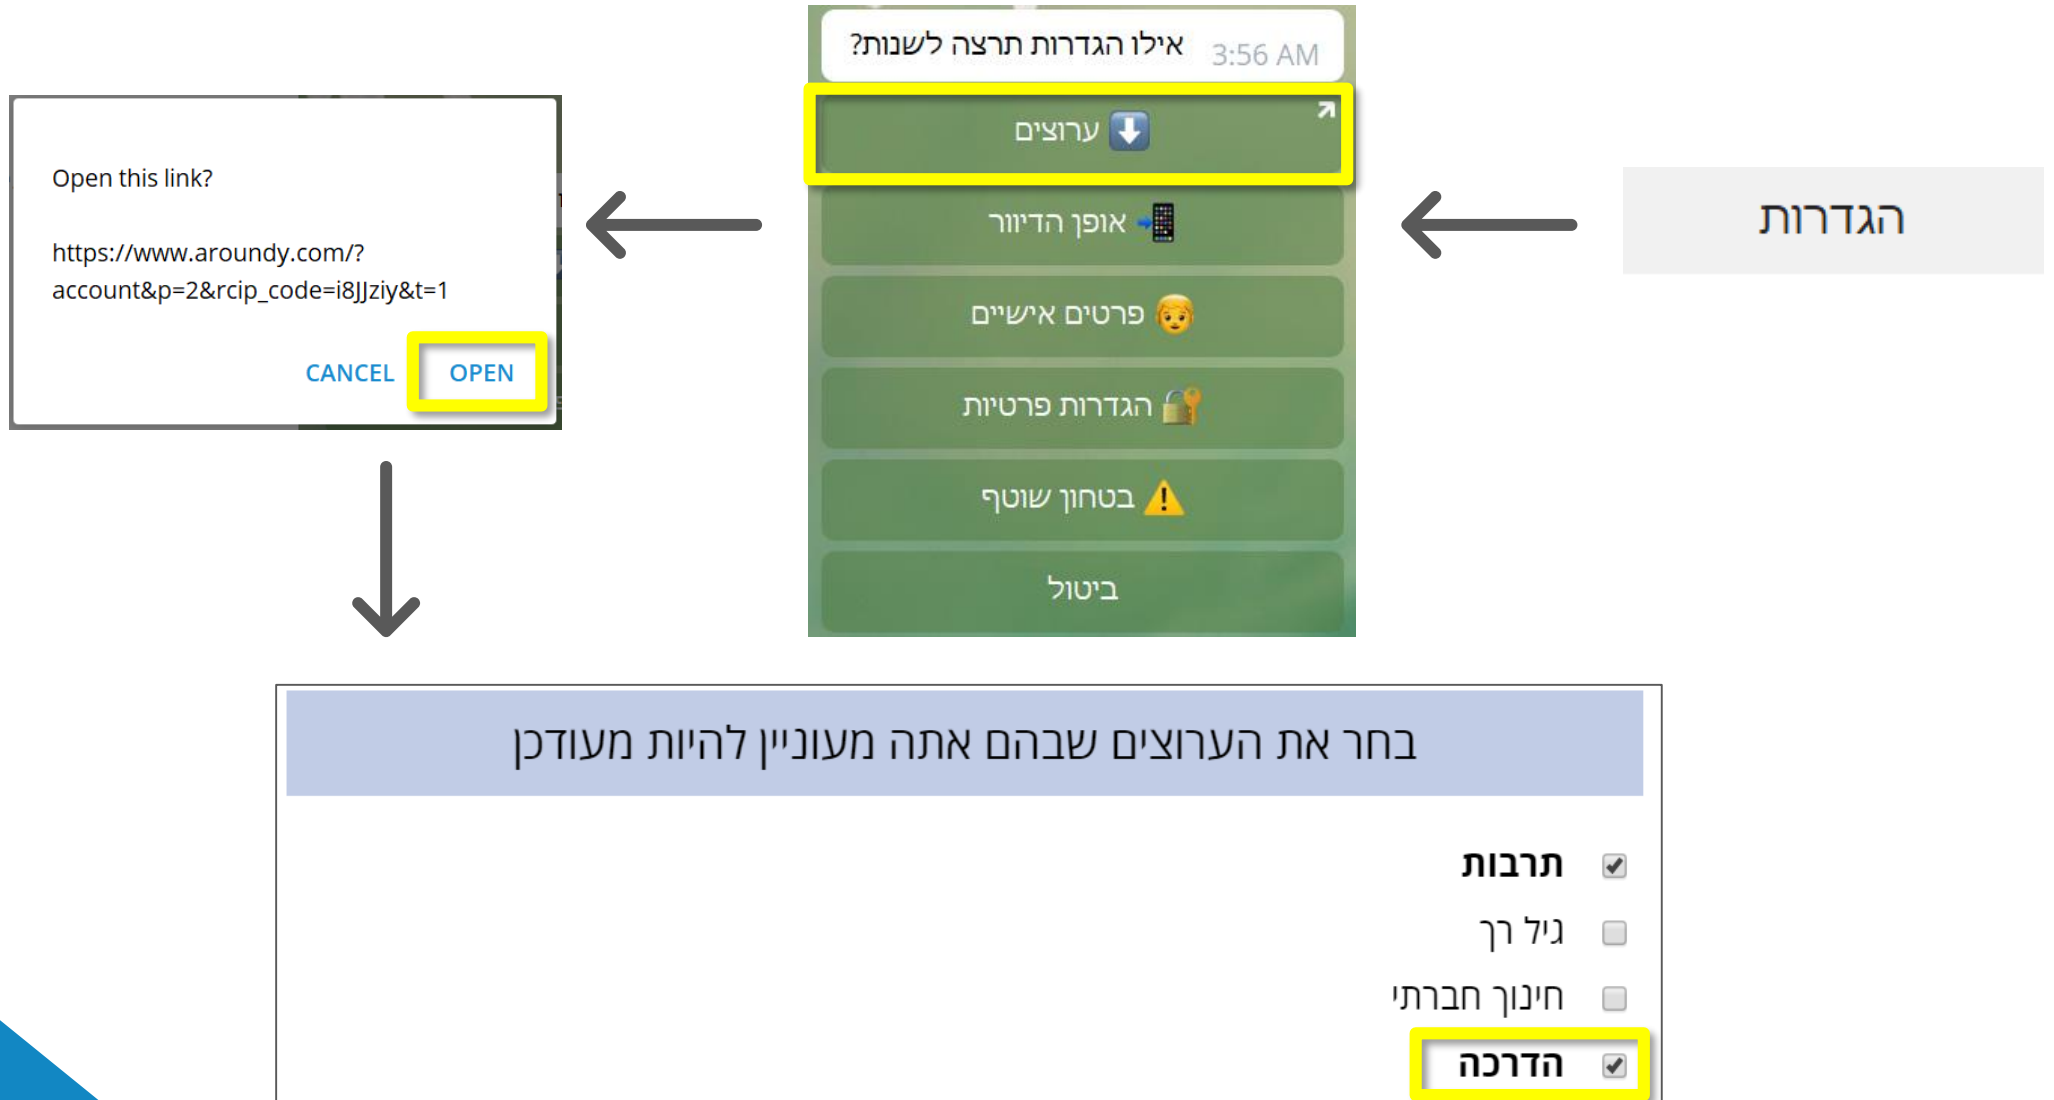 הגדרות
אילו הגדרות תרצה לשנות?
3:56 AM
ערוצים
אופן הדיוור
פרטים אישיים
הגדרות פרטיות
בטחון שוטף
ביטול
Open this link?
https://www.aroundy.com/?
account&p=2&rcip_code=i8JJziy&t=1
CANCEL OPEN
בחר את הערוצים שבהם אתה מעוניין להיות מעודכן
תרבות
גיל רך
חינוך חברתי
הדרכה